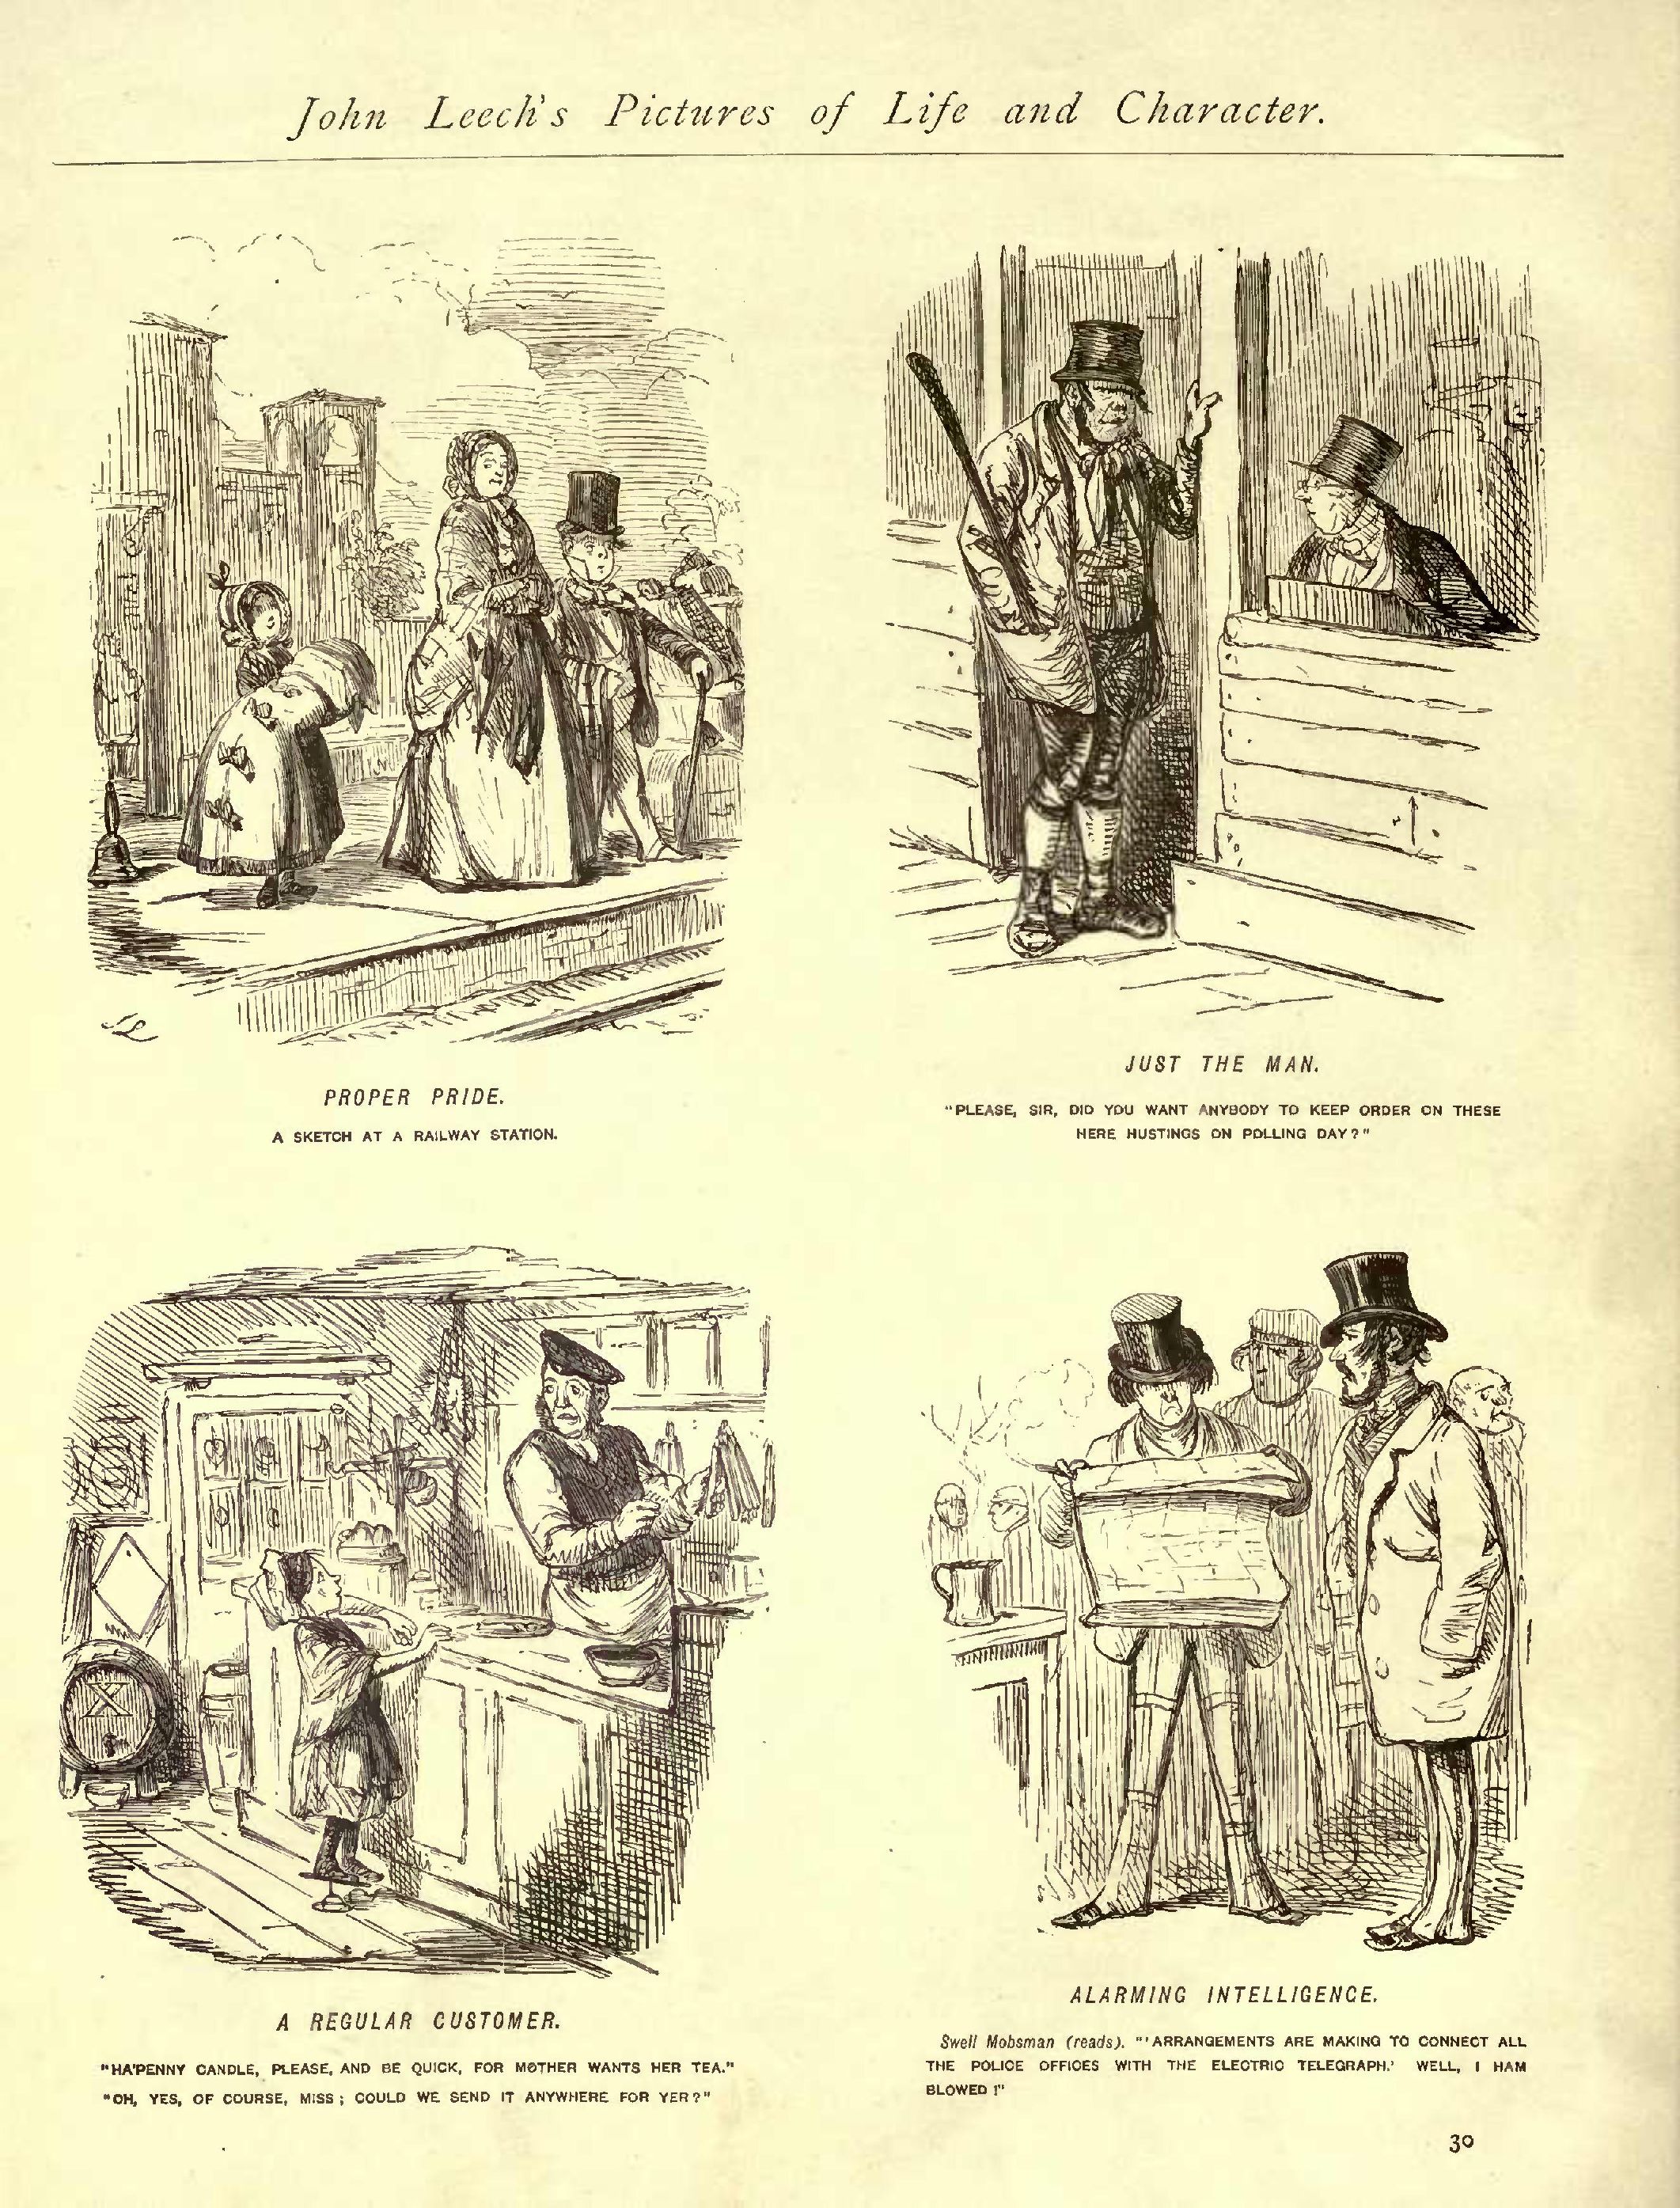 John Leech's Pictures of Life and Character.
JL
PROPER PRIDE.
A SKETCH AT A RAILWAY STATION.
JUST THE MAN.
"PLEASE, SIR, DID YOU WANT ANYBODY TO KEEP ORDER ON THESE
HERE HUSTINGS ON POLLING DAY?"
X
A REGULAR CUSTOMER.
"HA'PENNY CANDLE, PLEASE, AND BE QUICK, FOR MOTHER WANTS HER TEA."
"OH, YES, OF COURSE, MISS; COULD WE SEND IT ANYWHERE FOR YER?"
ALARMING INTELLIGENCE.
Swell Mobsman (reads). "'ARRANGEMENTS ARE MAKING TO CONNECT ALL
THE POLICE OFFICES WITH THE ELECTRIC TELEGRAPH.' WELL, I HAM
BLOWED!"
30